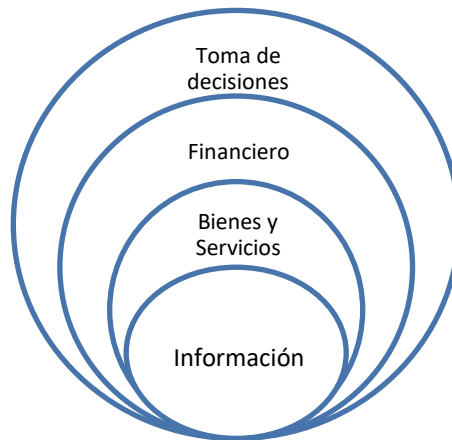 Toma de
decisiones
Financiero
Bienes y
Servicios
Información